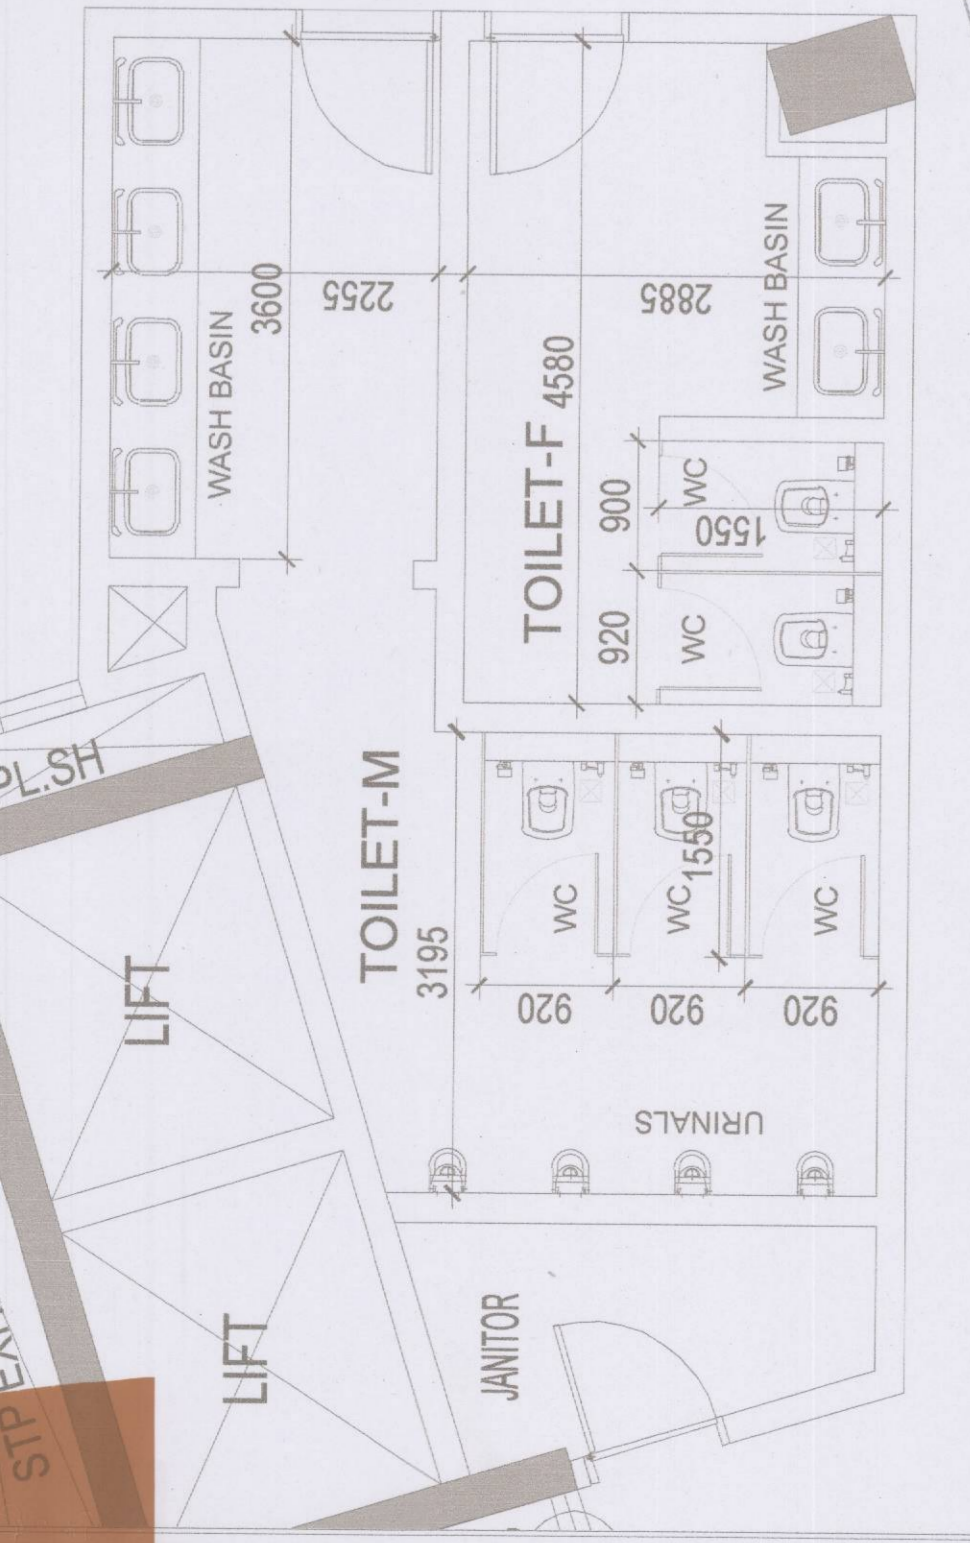 WASH BASIN
3600
2255
TOILET-F
4580
2885
WASH BASIN
900
920
WC
1550
WC
PL.SH
TOILET-M
3195
LIFT
WC
WC
1550
WC
920
920
920
URINALS
LIFT
JANITOR
STP